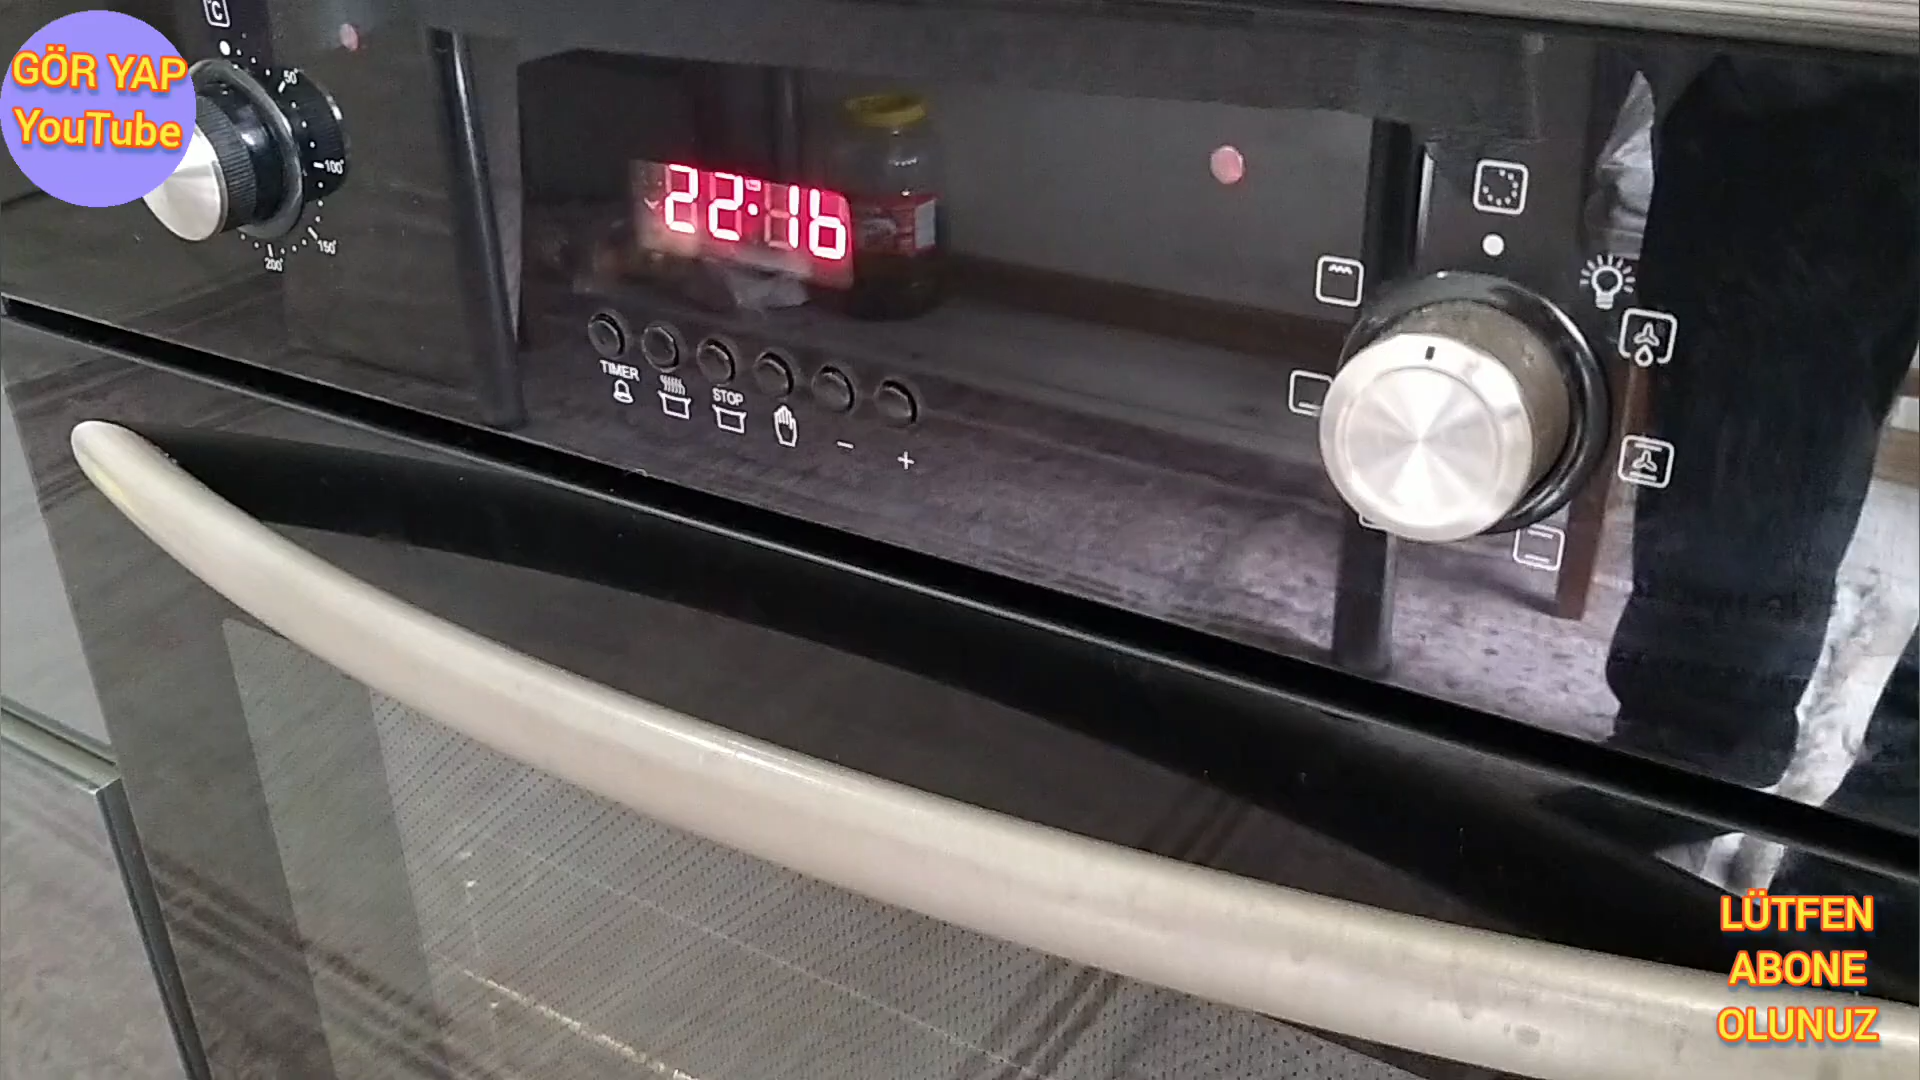 GÖR YAP
YouTube
°C
50°
100°
150°
200°
22:16
TIMER
STOP
− +
LÜTFEN
ABONE
OLUNUZ